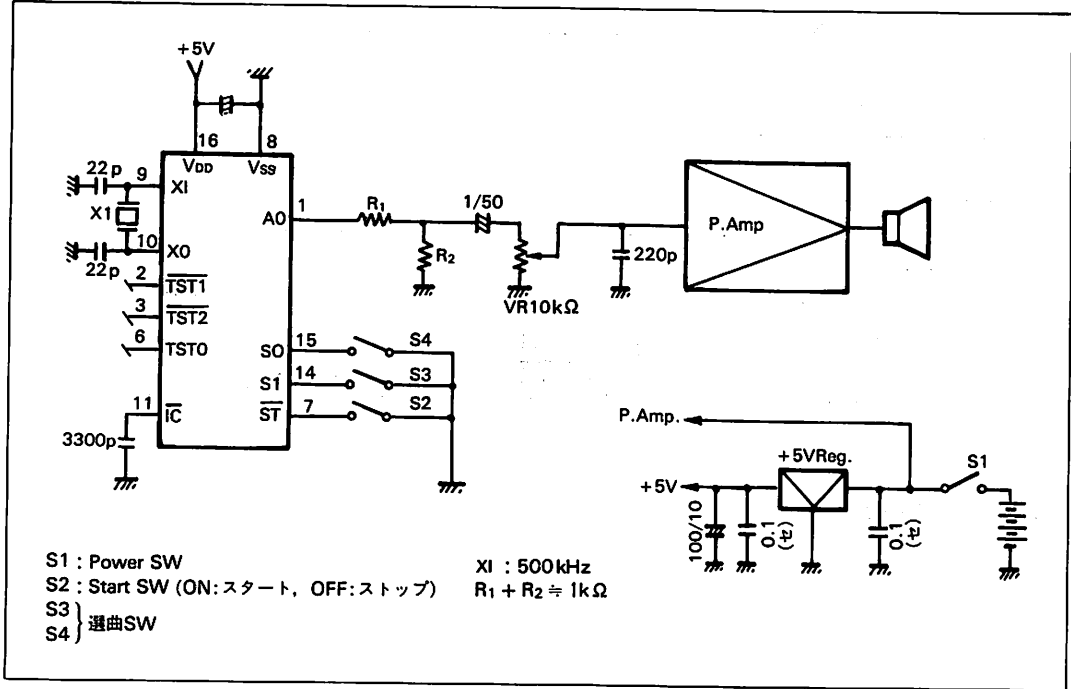 +5V
16
8
VDD
VSS
22p
9
XI
X1
10
X0
22p
2
TST1
3
TST2
6
TST0
11
IC
3300p
A0
1
R1
R2
1/50
VR10kΩ
220p
P.Amp
S0
15
S4
S1
14
S3
ST
7
S2
P.Amp.
+5VReg.
S1
+5V
100/10
0.1
(セ)
0.1
(セ)
S1 : Power SW
S2 : Start SW (ON:スタート, OFF:ストップ)
S3
S4
選曲SW
XI : 500kHz
R1 + R2 ≒ 1kΩ